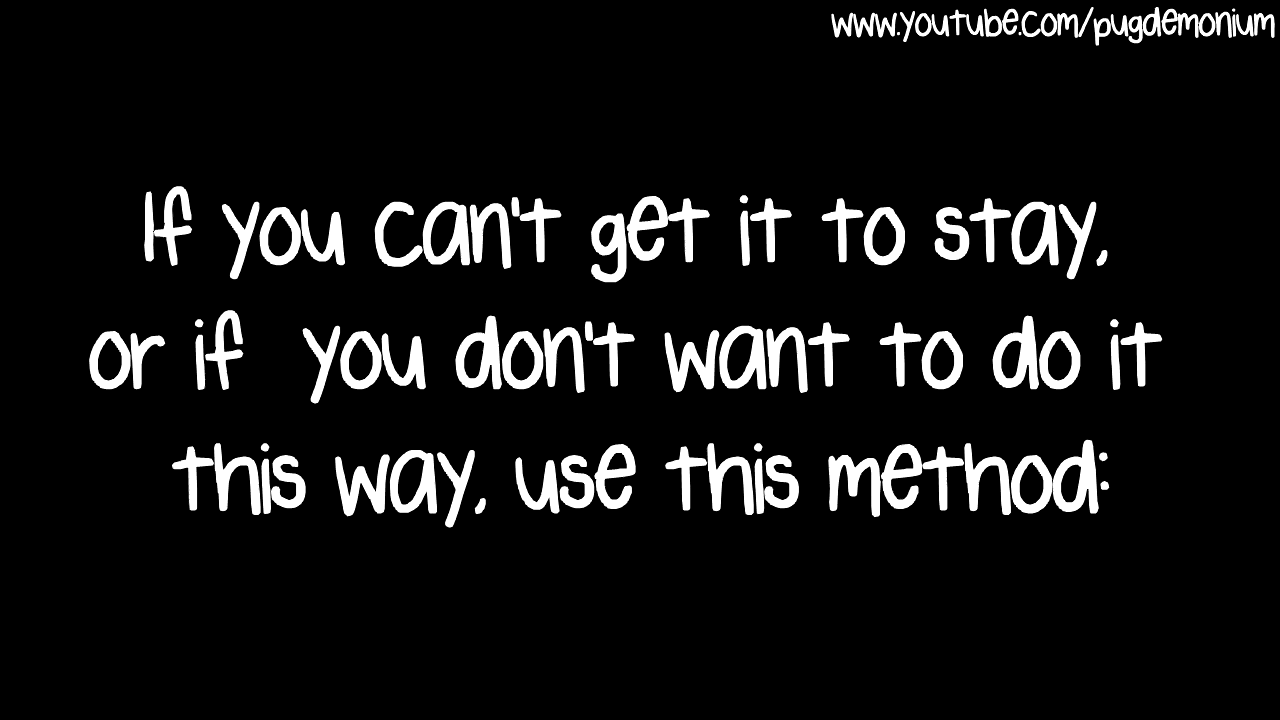 www.youtube.com/pugdemonium
If you can't get it to stay,
or if you don't want to do it
this way, use this method: